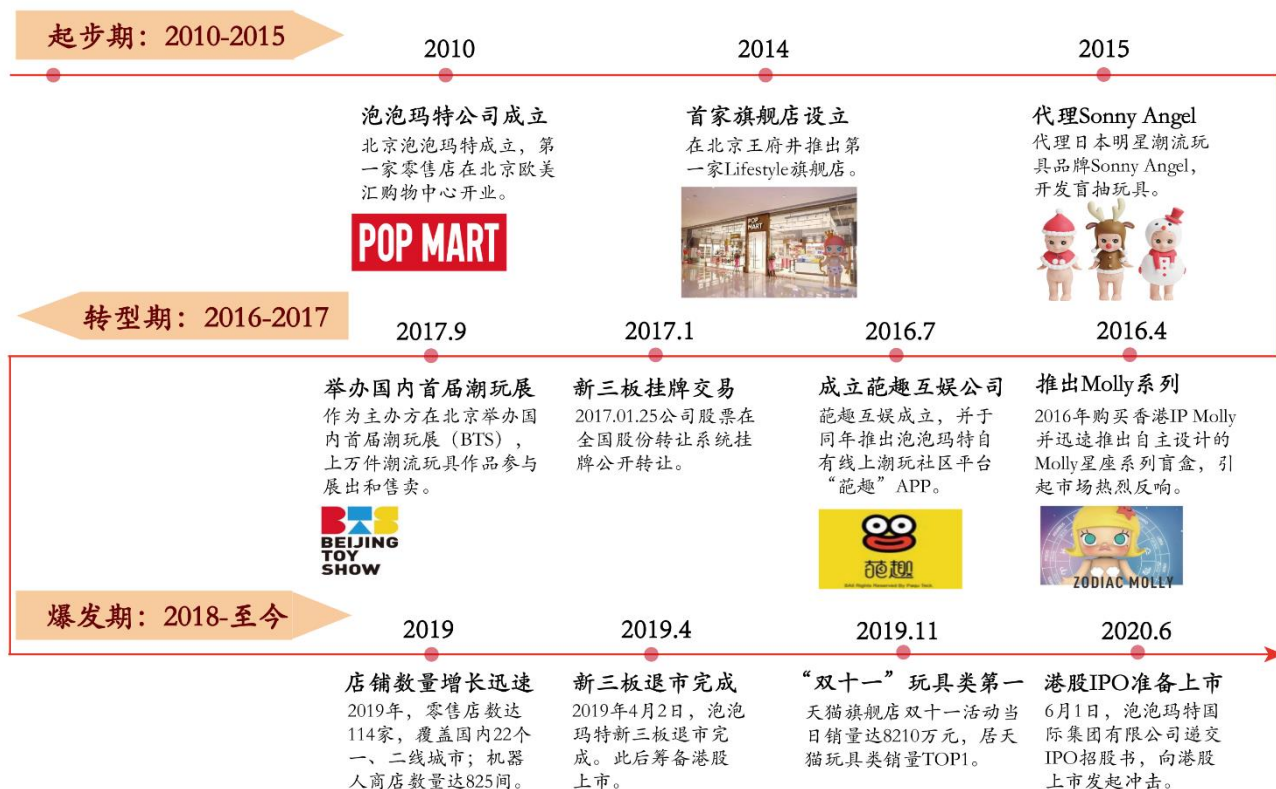 起步期：2010-2015
2010
泡泡玛特公司成立
北京泡泡玛特成立，第
一家零售店在北京欧美
汇购物中心开业。
POP MART
2014
首家旗舰店设立
在北京王府井推出第
一家Lifestyle旗舰店。
POP MART
2015
代理Sonny Angel
代理日本明星潮流玩
具品牌Sonny Angel，
开发盲抽玩具。
转型期：2016-2017
2017.9
举办国内首届潮玩展
作为主办方在北京举办国
内首届潮玩展（BTS），
上万件潮流玩具作品参与
展出和售卖。
BTS
BEIJING
TOY
SHOW
2017.1
新三板挂牌交易
2017.01.25公司股票在
全国股份转让系统挂
牌公开转让。
2016.7
成立葩趣互娱公司
葩趣互娱成立，并于
同年推出泡泡玛特自
有线上潮玩社区平台
“葩趣”APP。
葩趣
2016.4
推出Molly系列
2016年购买香港IP Molly
并迅速推出自主设计的
Molly星座系列盲盒，引
起市场热烈反响。
ZODIAC MOLLY
爆发期：2018-至今
2019
店铺数量增长迅速
2019年，零售店数达
114家，覆盖国内22个
一、二线城市；机器
人商店数量达825间。
2019.4
新三板退市完成
2019年4月2日，泡泡
玛特新三板退市完
成。此后筹备港股
上市。
2019.11
“双十一”玩具类第一
天猫旗舰店双十一活动当
日销量达8210万元，居天
猫玩具类销量TOP1。
2020.6
港股IPO准备上市
6月1日，泡泡玛特国
际集团有限公司递交
IPO招股书，向港股
上市发起冲击。